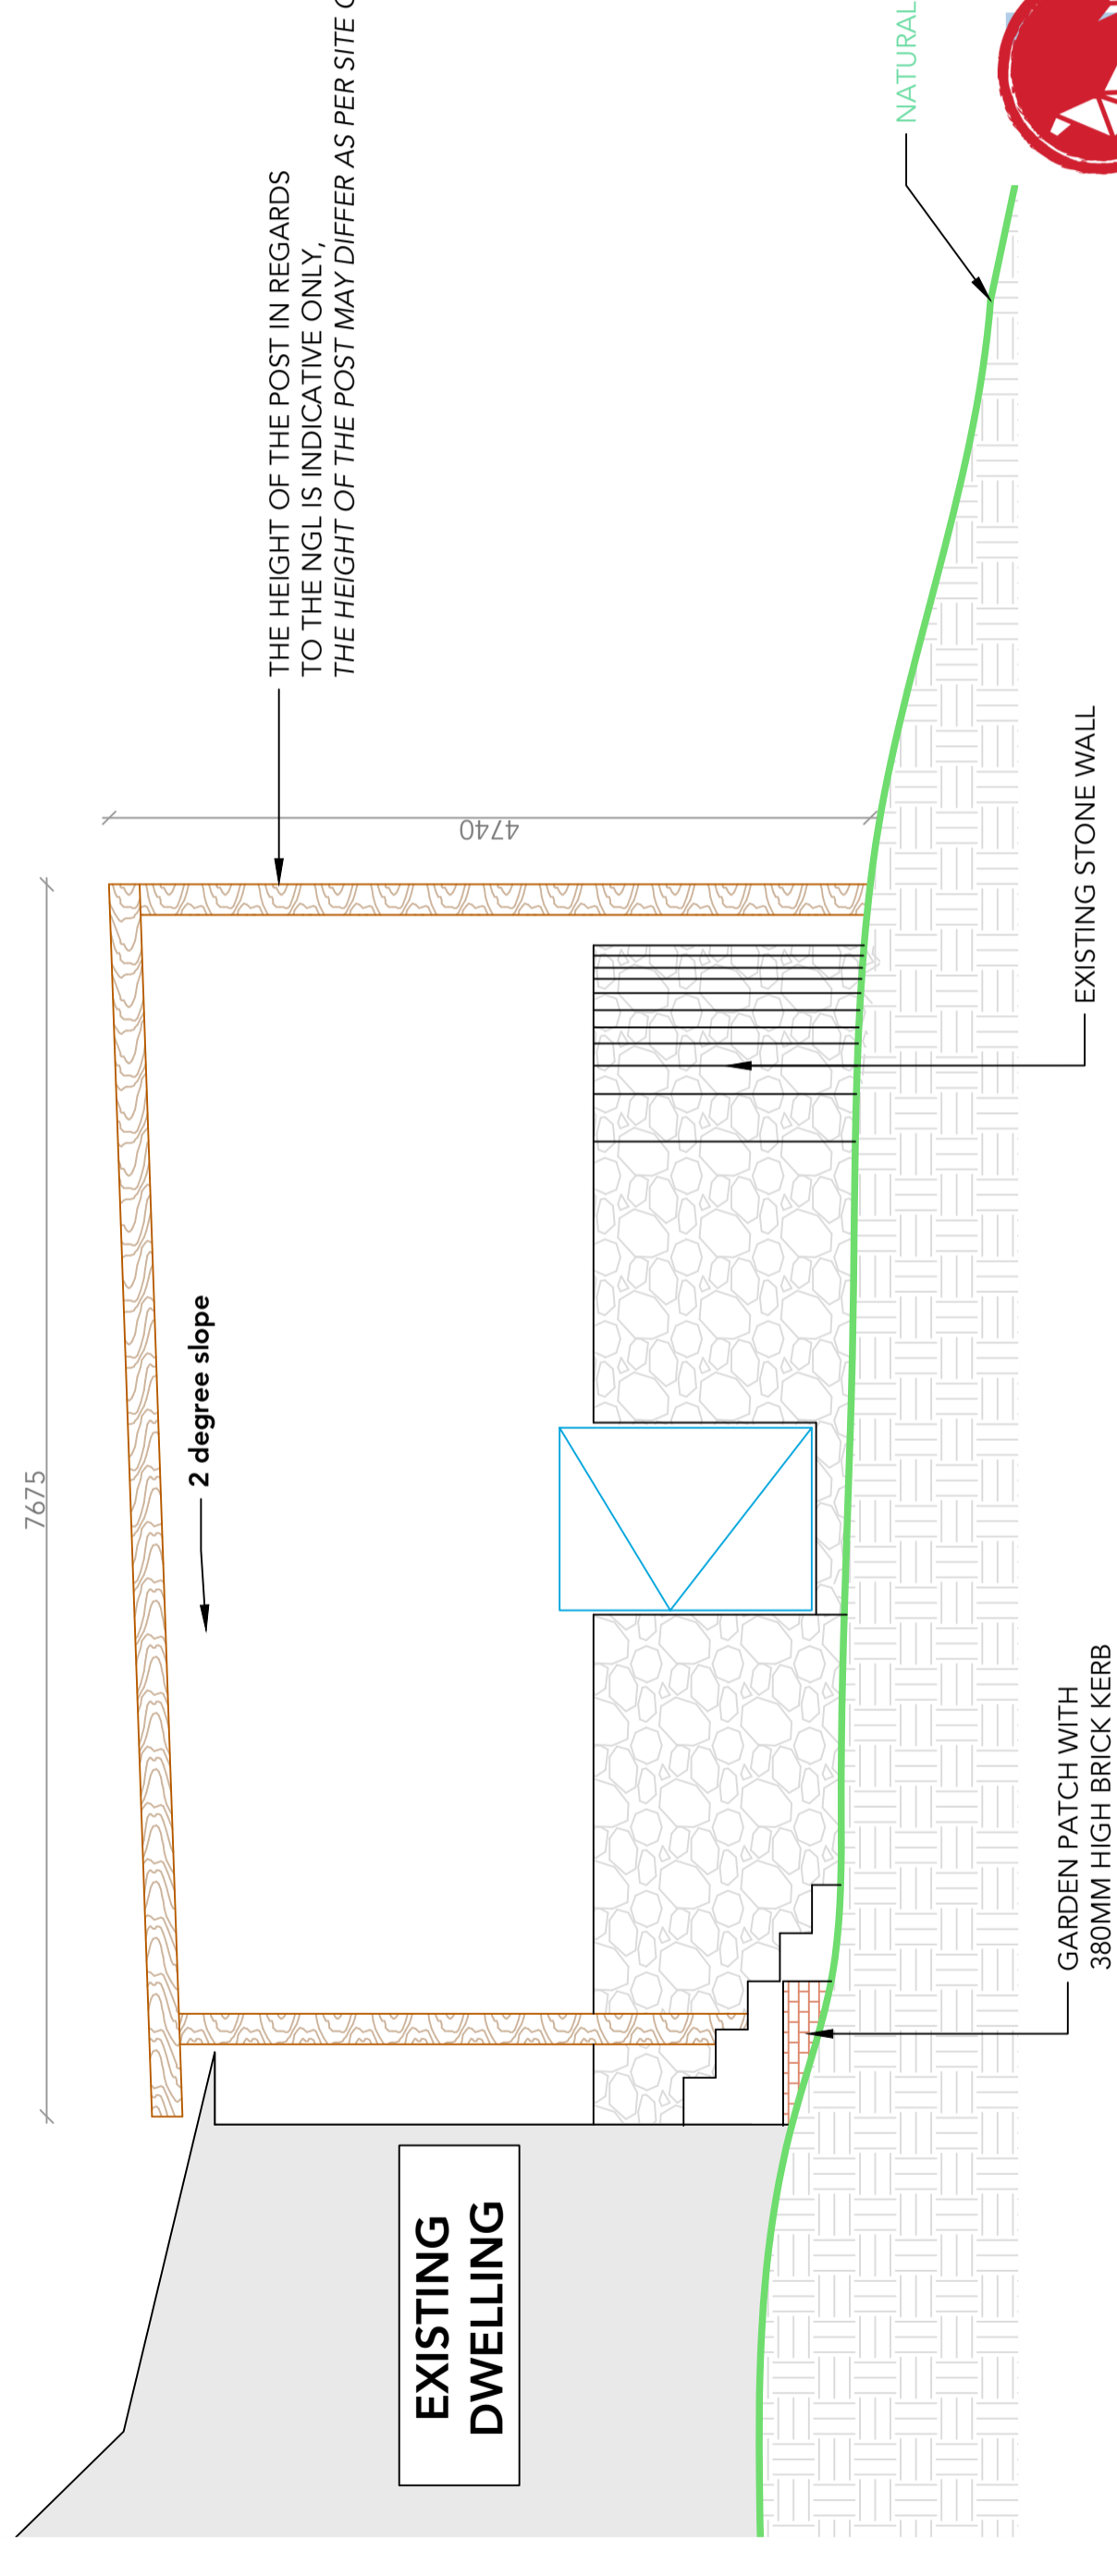 THE HEIGHT OF THE POST IN REGARDS
TO THE NGL IS INDICATIVE ONLY,
THE HEIGHT OF THE POST MAY DIFFER AS PER SITE
NATURAL
7675
4740
2 degree slope
EXISTING
DWELLING
EXISTING STONE WALL
GARDEN PATCH WITH
380MM HIGH BRICK KERB